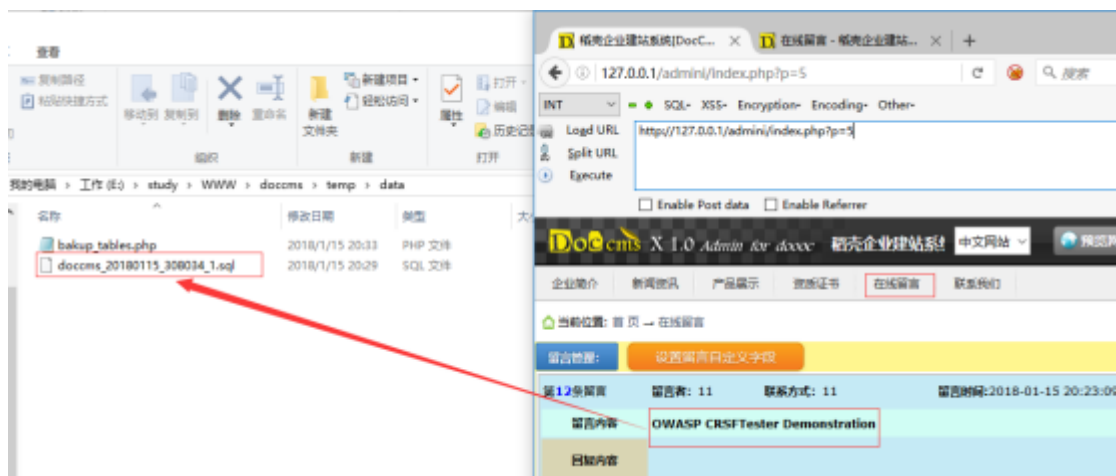 查看
复制路径
粘贴快捷方式
移动到 复制到 删除 重命名
新建
文件夹
新建项目
轻松访问
属性
打开
编辑
历史记
组织
新建
打开
我的电脑 › 工作 (E:) › study › WWW › doccms › temp › data
名称 修改日期 类型 大
bakup_tables.php 2018/1/15 20:33 PHP 文件
doccms_20180115_308034_1.sql 2018/1/15 20:29 SQL 文件
稻壳企业建站系统[DocC... × 在线留言 - 稻壳企业建站... × +
127.0.0.1/admini/index.php?p=5 搜索
INT SQL- XSS- Encryption- Encoding- Other-
Load URL http://127.0.0.1/admini/index.php?p=5
Split URL
Execute
Enable Post data Enable Referrer
DoCcms X 1.0 Admin for doooc 稻壳企业建站系 中文网站 预览
企业简介 新闻资讯 产品展示 资质证书 在线留言 联系我们
当前位置: 首 页 → 在线留言
留言管理: 设置留言自定义字段
第12条留言 留言者: 11 联系方式: 11 留言时间:2018-01-15 20:23:09
留言内容 OWASP CRSFTester Demonstration
回复内容